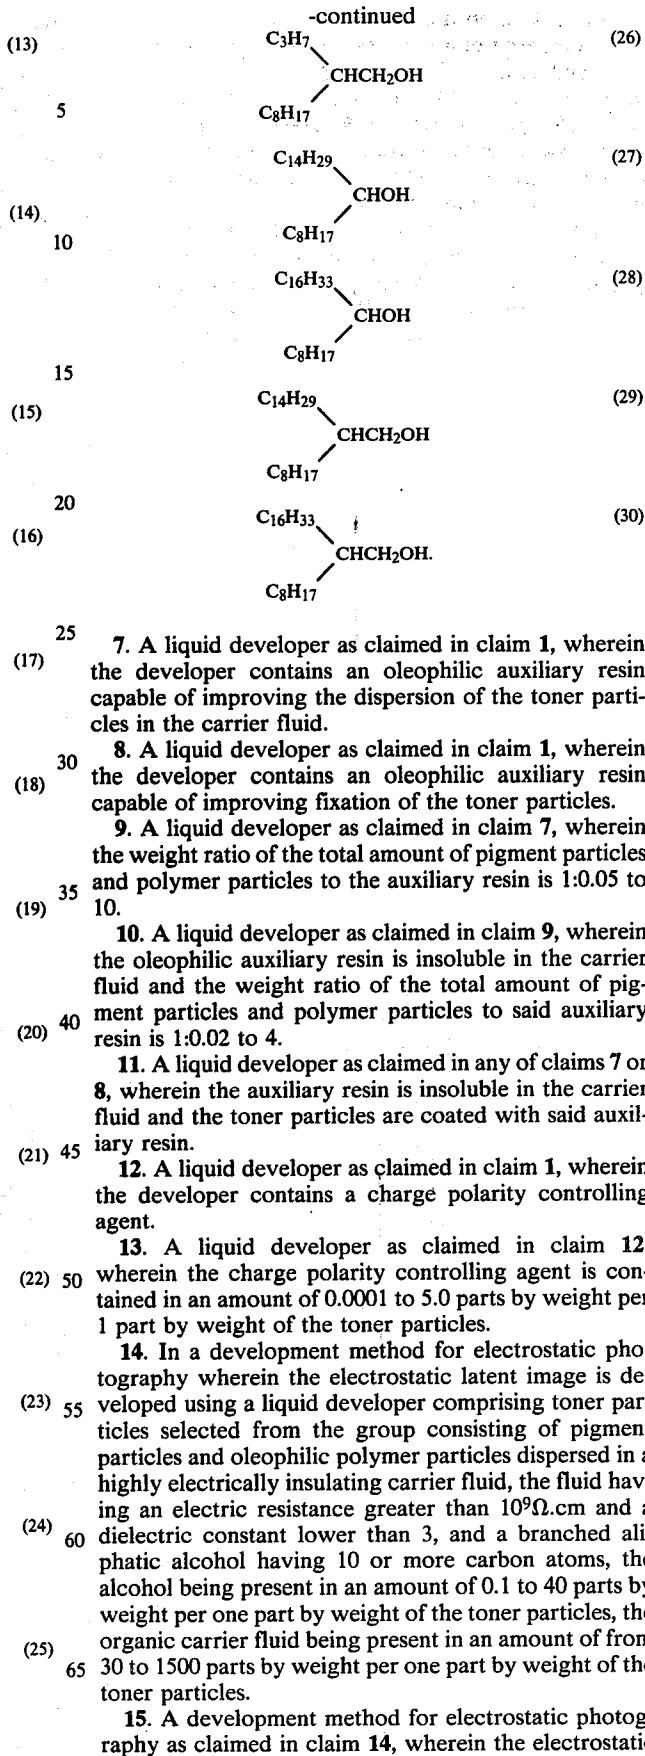 -continued
(13) C3H7 (26)
CHCH2OH
5 C8H17
C14H29 (27)
CHOH
(14) C8H17
10
C16H33 (28)
CHOH
C8H17
15
(15) C14H29 (29)
CHCH2OH
C8H17
20
(16) C16H33 (30)
CHCH2OH.
C8H17
25
(17) 7. A liquid developer as claimed in claim 1, wherein
the developer contains an oleophilic auxiliary resin
capable of improving the dispersion of the toner parti-
cles in the carrier fluid.
30 8. A liquid developer as claimed in claim 1, wherein
(18) the developer contains an oleophilic auxiliary resin
capable of improving fixation of the toner particles.
9. A liquid developer as claimed in claim 7, wherein
the weight ratio of the total amount of pigment particles
35 and polymer particles to the auxiliary resin is 1:0.05 to
(19) 10.
10. A liquid developer as claimed in claim 9, wherein
the oleophilic auxiliary resin is insoluble in the carrier
fluid and the weight ratio of the total amount of pig-
40 ment particles and polymer particles to said auxiliary
(20) resin is 1:0.02 to 4.
11. A liquid developer as claimed in any of claims 7 or
8, wherein the auxiliary resin is insoluble in the carrier
fluid and the toner particles are coated with said auxil-
(21) 45 iary resin.
12. A liquid developer as claimed in claim 1, wherein
the developer contains a charge polarity controlling
agent.
13. A liquid developer as claimed in claim 12
(22) 50 wherein the charge polarity controlling agent is con-
tained in an amount of 0.0001 to 5.0 parts by weight per
1 part by weight of the toner particles.
14. In a development method for electrostatic pho
tography wherein the electrostatic latent image is de
(23) 55 veloped using a liquid developer comprising toner par
ticles selected from the group consisting of pigmen
particles and oleophilic polymer particles dispersed in a
highly electrically insulating carrier fluid, the fluid hav
ing an electric resistance greater than 10⁹Ω.cm and a
(24) 60 dielectric constant lower than 3, and a branched ali
phatic alcohol having 10 or more carbon atoms, the
alcohol being present in an amount of 0.1 to 40 parts by
weight per one part by weight of the toner particles, the
(25) organic carrier fluid being present in an amount of from
65 30 to 1500 parts by weight per one part by weight of the
toner particles.
15. A development method for electrostatic photog
raphy as claimed in claim 14, wherein the electrostatic